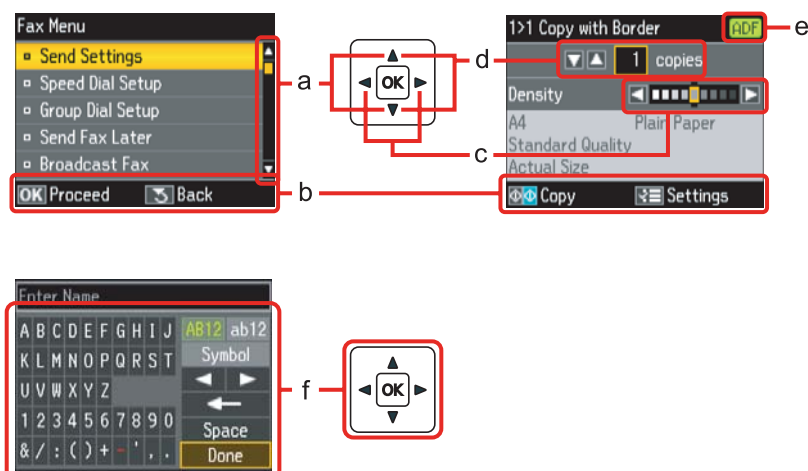 Fax Menu
Send Settings
Speed Dial Setup
Group Dial Setup
Send Fax Later
Broadcast Fax
OK Proceed Back
a
b
OK
d
c
1>1 Copy with Border ADF
e
1 copies
Density
A4 Plain Paper
Standard Quality
Actual Size
Copy Settings
Enter Name
A B C D E F G H I J AB12 ab12
K L M N O P Q R S T Symbol
U V W X Y Z
1 2 3 4 5 6 7 8 9 0 Space
& / : ( ) + - ' , . Done
f
OK